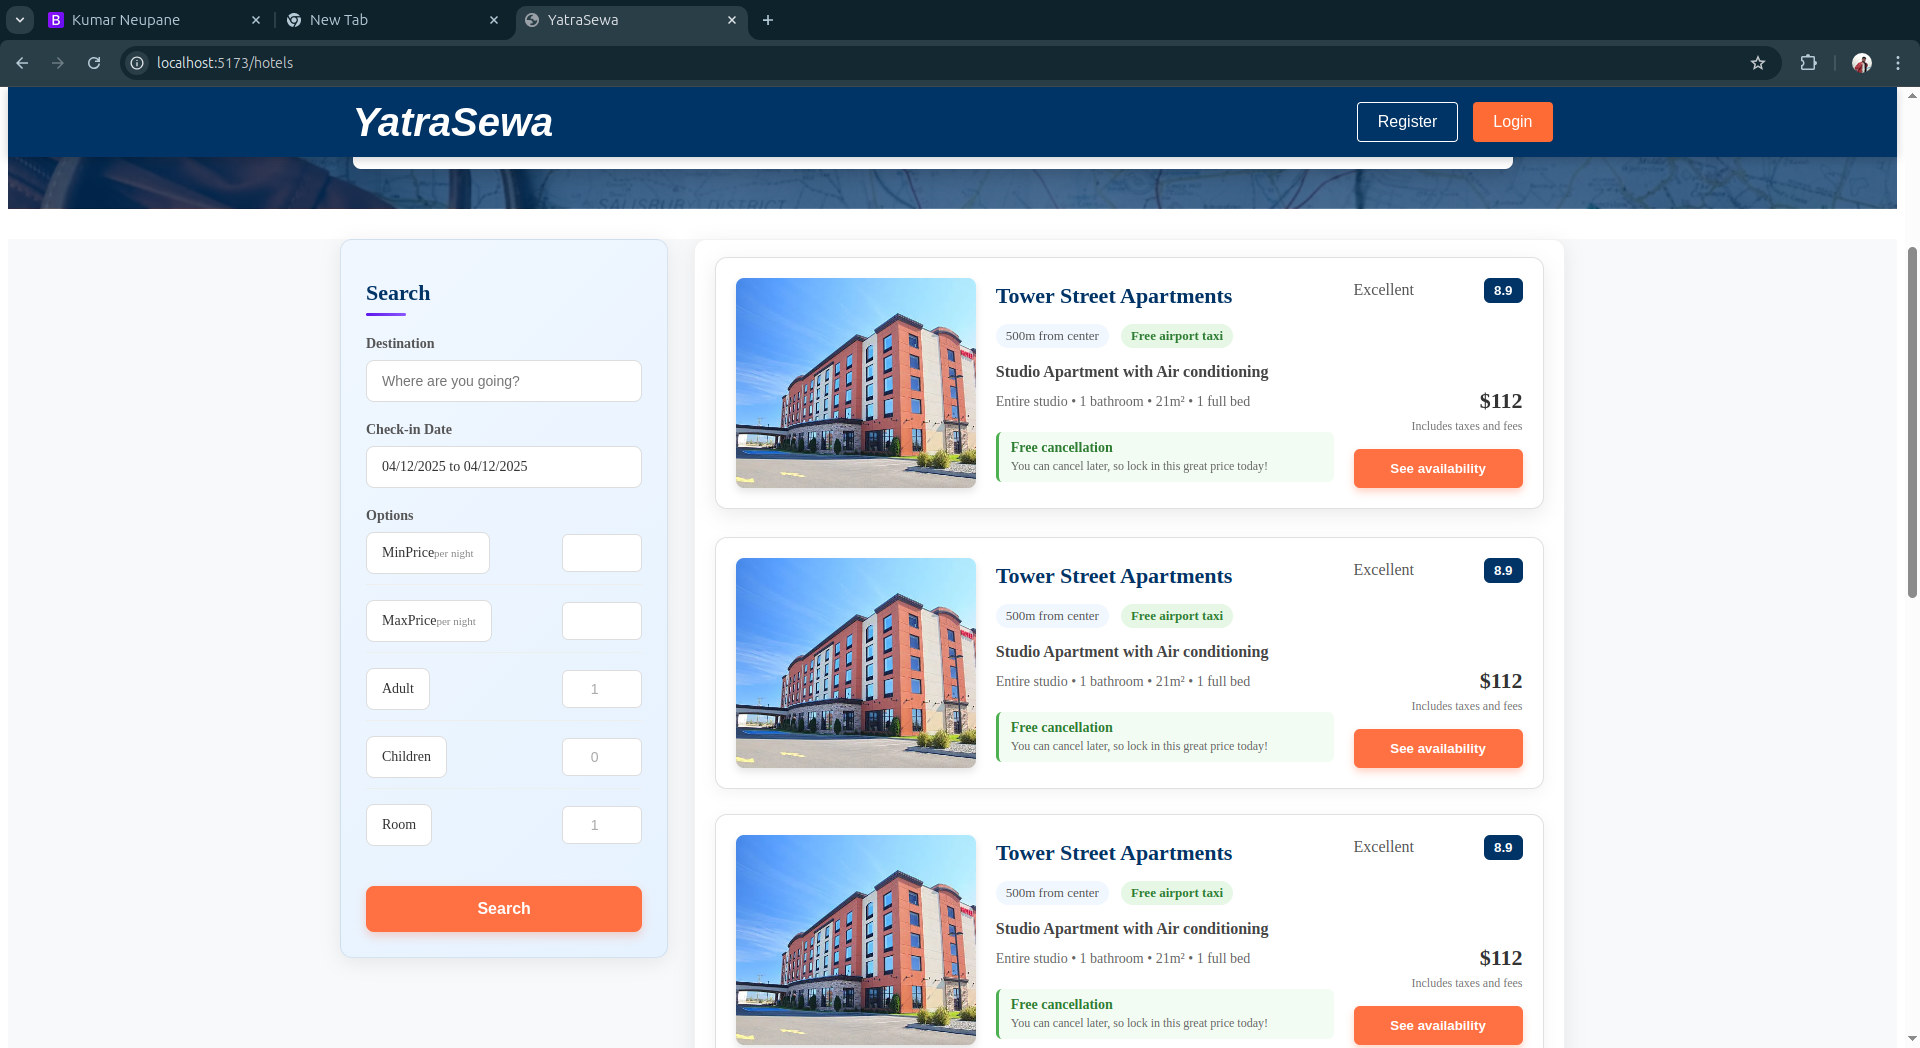 Kumar Neupane
New Tab
YatraSewa
localhost:5173/hotels
YatraSewa
Register
Login
SALISBURY DISTRICT
Search
Destination
Where are you going?
Check-in Date
04/12/2025 to 04/12/2025
Options
MinPriceper night
MaxPriceper night
Adult
1
Children
0
Room
1
Search
Tower Street Apartments
Excellent
8.9
500m from center
Free airport taxi
Studio Apartment with Air conditioning
Entire studio • 1 bathroom • 21m² • 1 full bed
$112
Includes taxes and fees
Free cancellation
You can cancel later, so lock in this great price today!
See availability
Tower Street Apartments
Excellent
8.9
500m from center
Free airport taxi
Studio Apartment with Air conditioning
Entire studio • 1 bathroom • 21m² • 1 full bed
$112
Includes taxes and fees
Free cancellation
You can cancel later, so lock in this great price today!
See availability
Tower Street Apartments
Excellent
8.9
500m from center
Free airport taxi
Studio Apartment with Air conditioning
Entire studio • 1 bathroom • 21m² • 1 full bed
$112
Includes taxes and fees
Free cancellation
You can cancel later, so lock in this great price today!
See availability